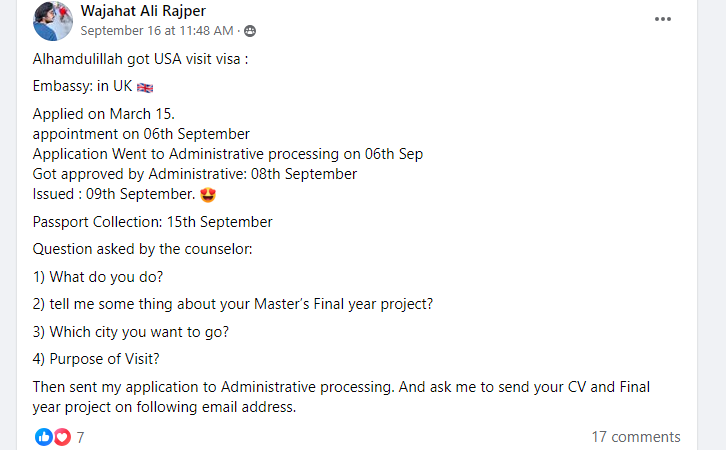 Wajahat Ali Rajper
September 16 at 11:48 AM ·
Alhamdulillah got USA visit visa :
Embassy: in UK 🇬🇧
Applied on March 15.
appointment on 06th September
Application Went to Administrative processing on 06th Sep
Got approved by Administrative: 08th September
Issued : 09th September. 😍
Passport Collection: 15th September
Question asked by the counselor:
1) What do you do?
2) tell me some thing about your Master's Final year project?
3) Which city you want to go?
4) Purpose of Visit?
Then sent my application to Administrative processing. And ask me to send your CV and Final
year project on following email address.
7
17 comments